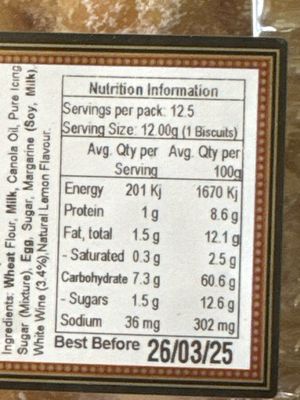 Ingredients: Wheat Flour, Milk, Canola Oil, Pure Icing
Sugar (Mixture), Egg, Sugar, Margarine (Soy, Milk),
White Wine (3.4%), Natural Lemon Flavour.
Nutrition Information
Servings per pack: 12.5
Serving Size: 12.00g (1 Biscuits)
Avg. Qty per Avg. Qty per
Serving 100g
Energy 201 Kj 1670 Kj
Protein 1 g 8.6 g
Fat, total 1.5 g 12.1 g
- Saturated 0.3 g 2.5 g
Carbohydrate 7.3 g 60.6 g
- Sugars 1.5 g 12.6 g
Sodium 36 mg 302 mg
Best Before 26/03/25